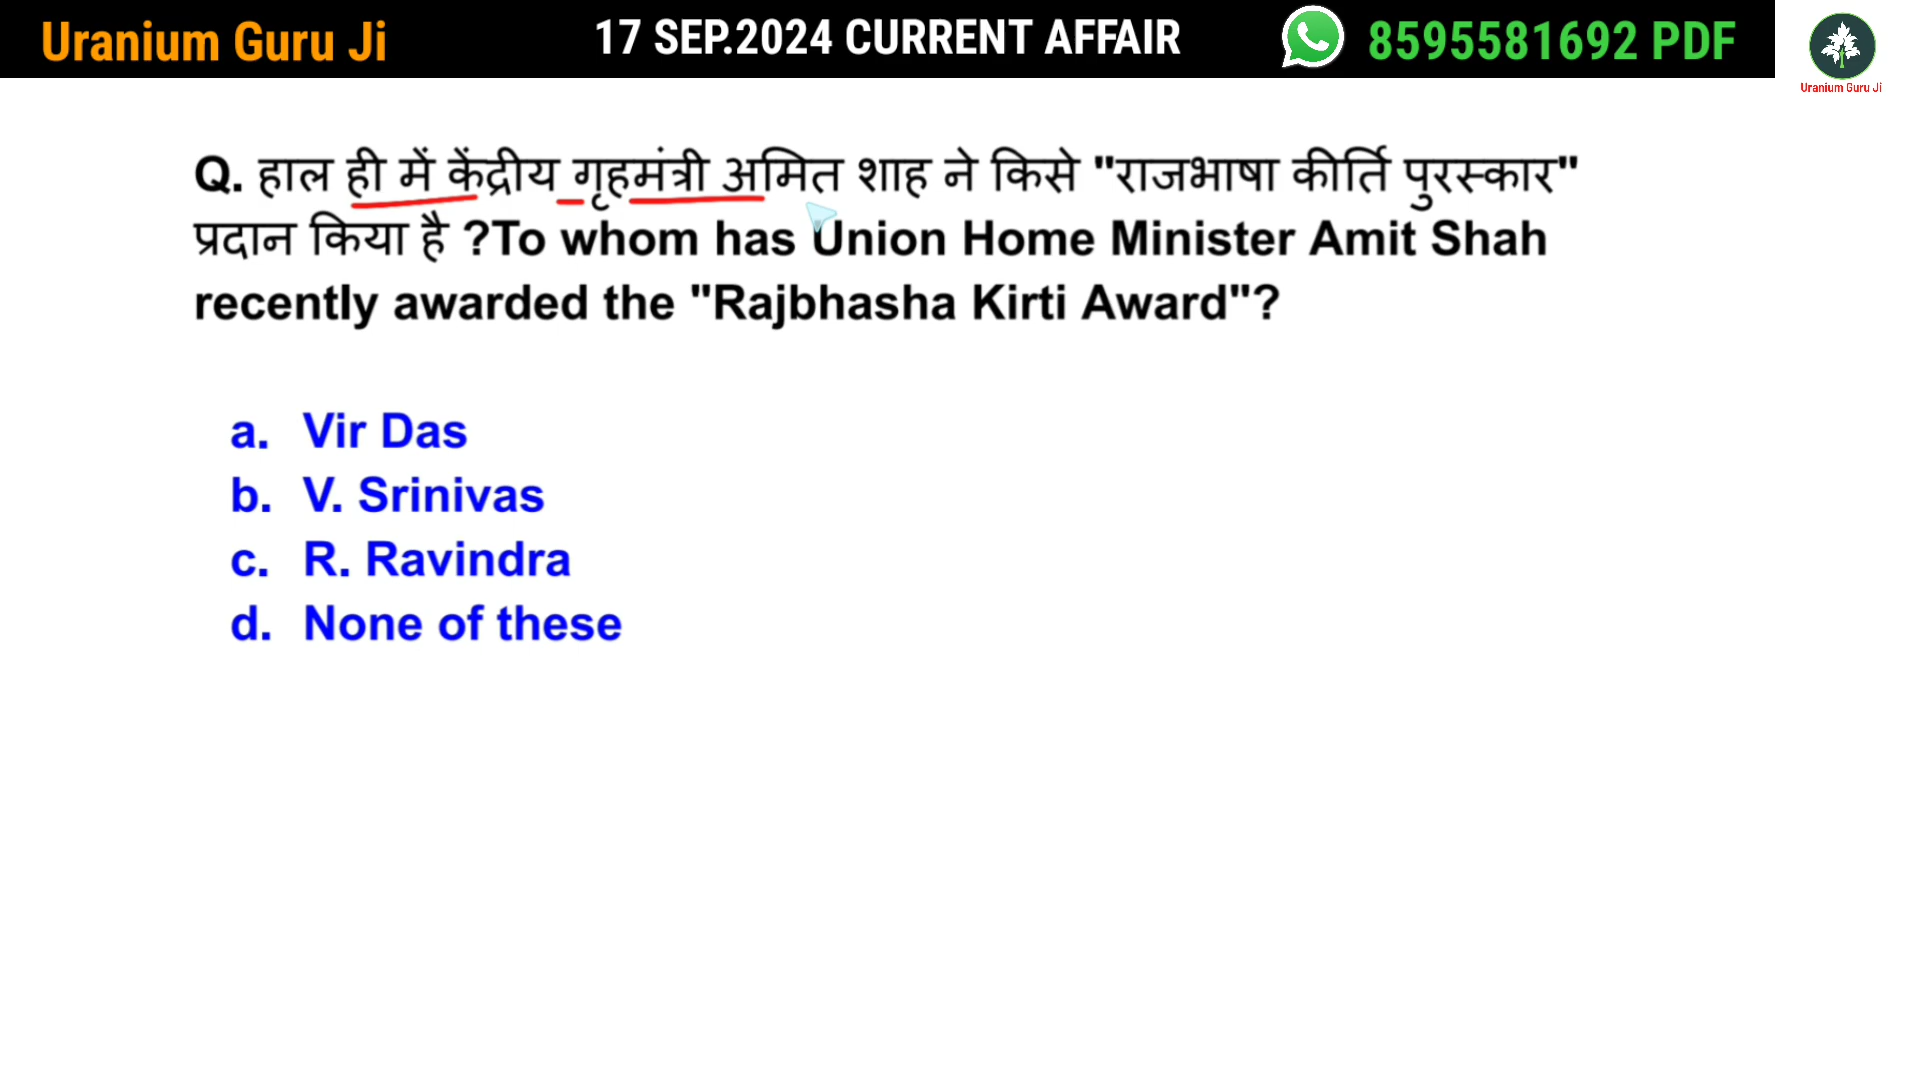 Uranium Guru Ji
17 SEP.2024 CURRENT AFFAIR
8595581692 PDF
Uranium Guru Ji
Q. हाल ही में केंद्रीय गृहमंत्री अमित शाह ने किसे "राजभाषा कीर्ति पुरस्कार"
प्रदान किया है ?To whom has Union Home Minister Amit Shah
recently awarded the "Rajbhasha Kirti Award"?
a. Vir Das
b. V. Srinivas
c. R. Ravindra
d. None of these